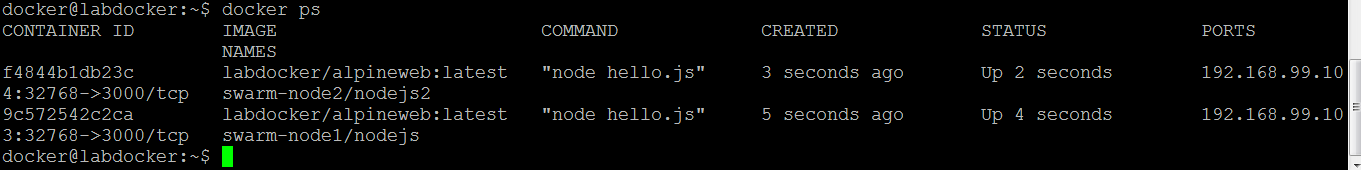 docker@labdocker:~$ docker ps
CONTAINER ID        IMAGE                       COMMAND             CREATED             STATUS              PORTS
                    NAMES
f4844b1db23c        labdocker/alpineweb:latest   "node hello.js"     3 seconds ago       Up 2 seconds        192.168.99.10
4:32768->3000/tcp   swarm-node2/nodejs2
9c572542c2ca        labdocker/alpineweb:latest   "node hello.js"     5 seconds ago       Up 4 seconds        192.168.99.10
3:32768->3000/tcp   swarm-node1/nodejs
docker@labdocker:~$